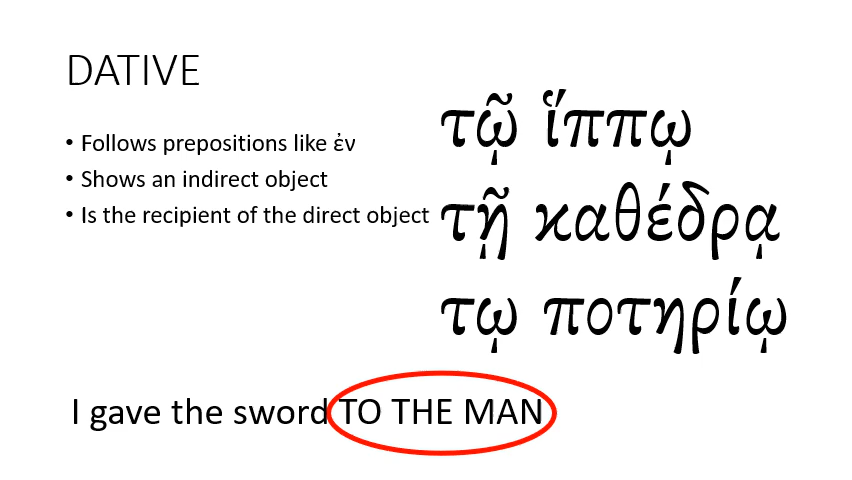 DATIVE
• Follows prepositions like ἐν
• Shows an indirect object
• Is the recipient of the direct object
τῷ ἵππῳ
τῇ καθέδρᾳ
τῳ ποτηρίῳ
I gave the sword TO THE MAN